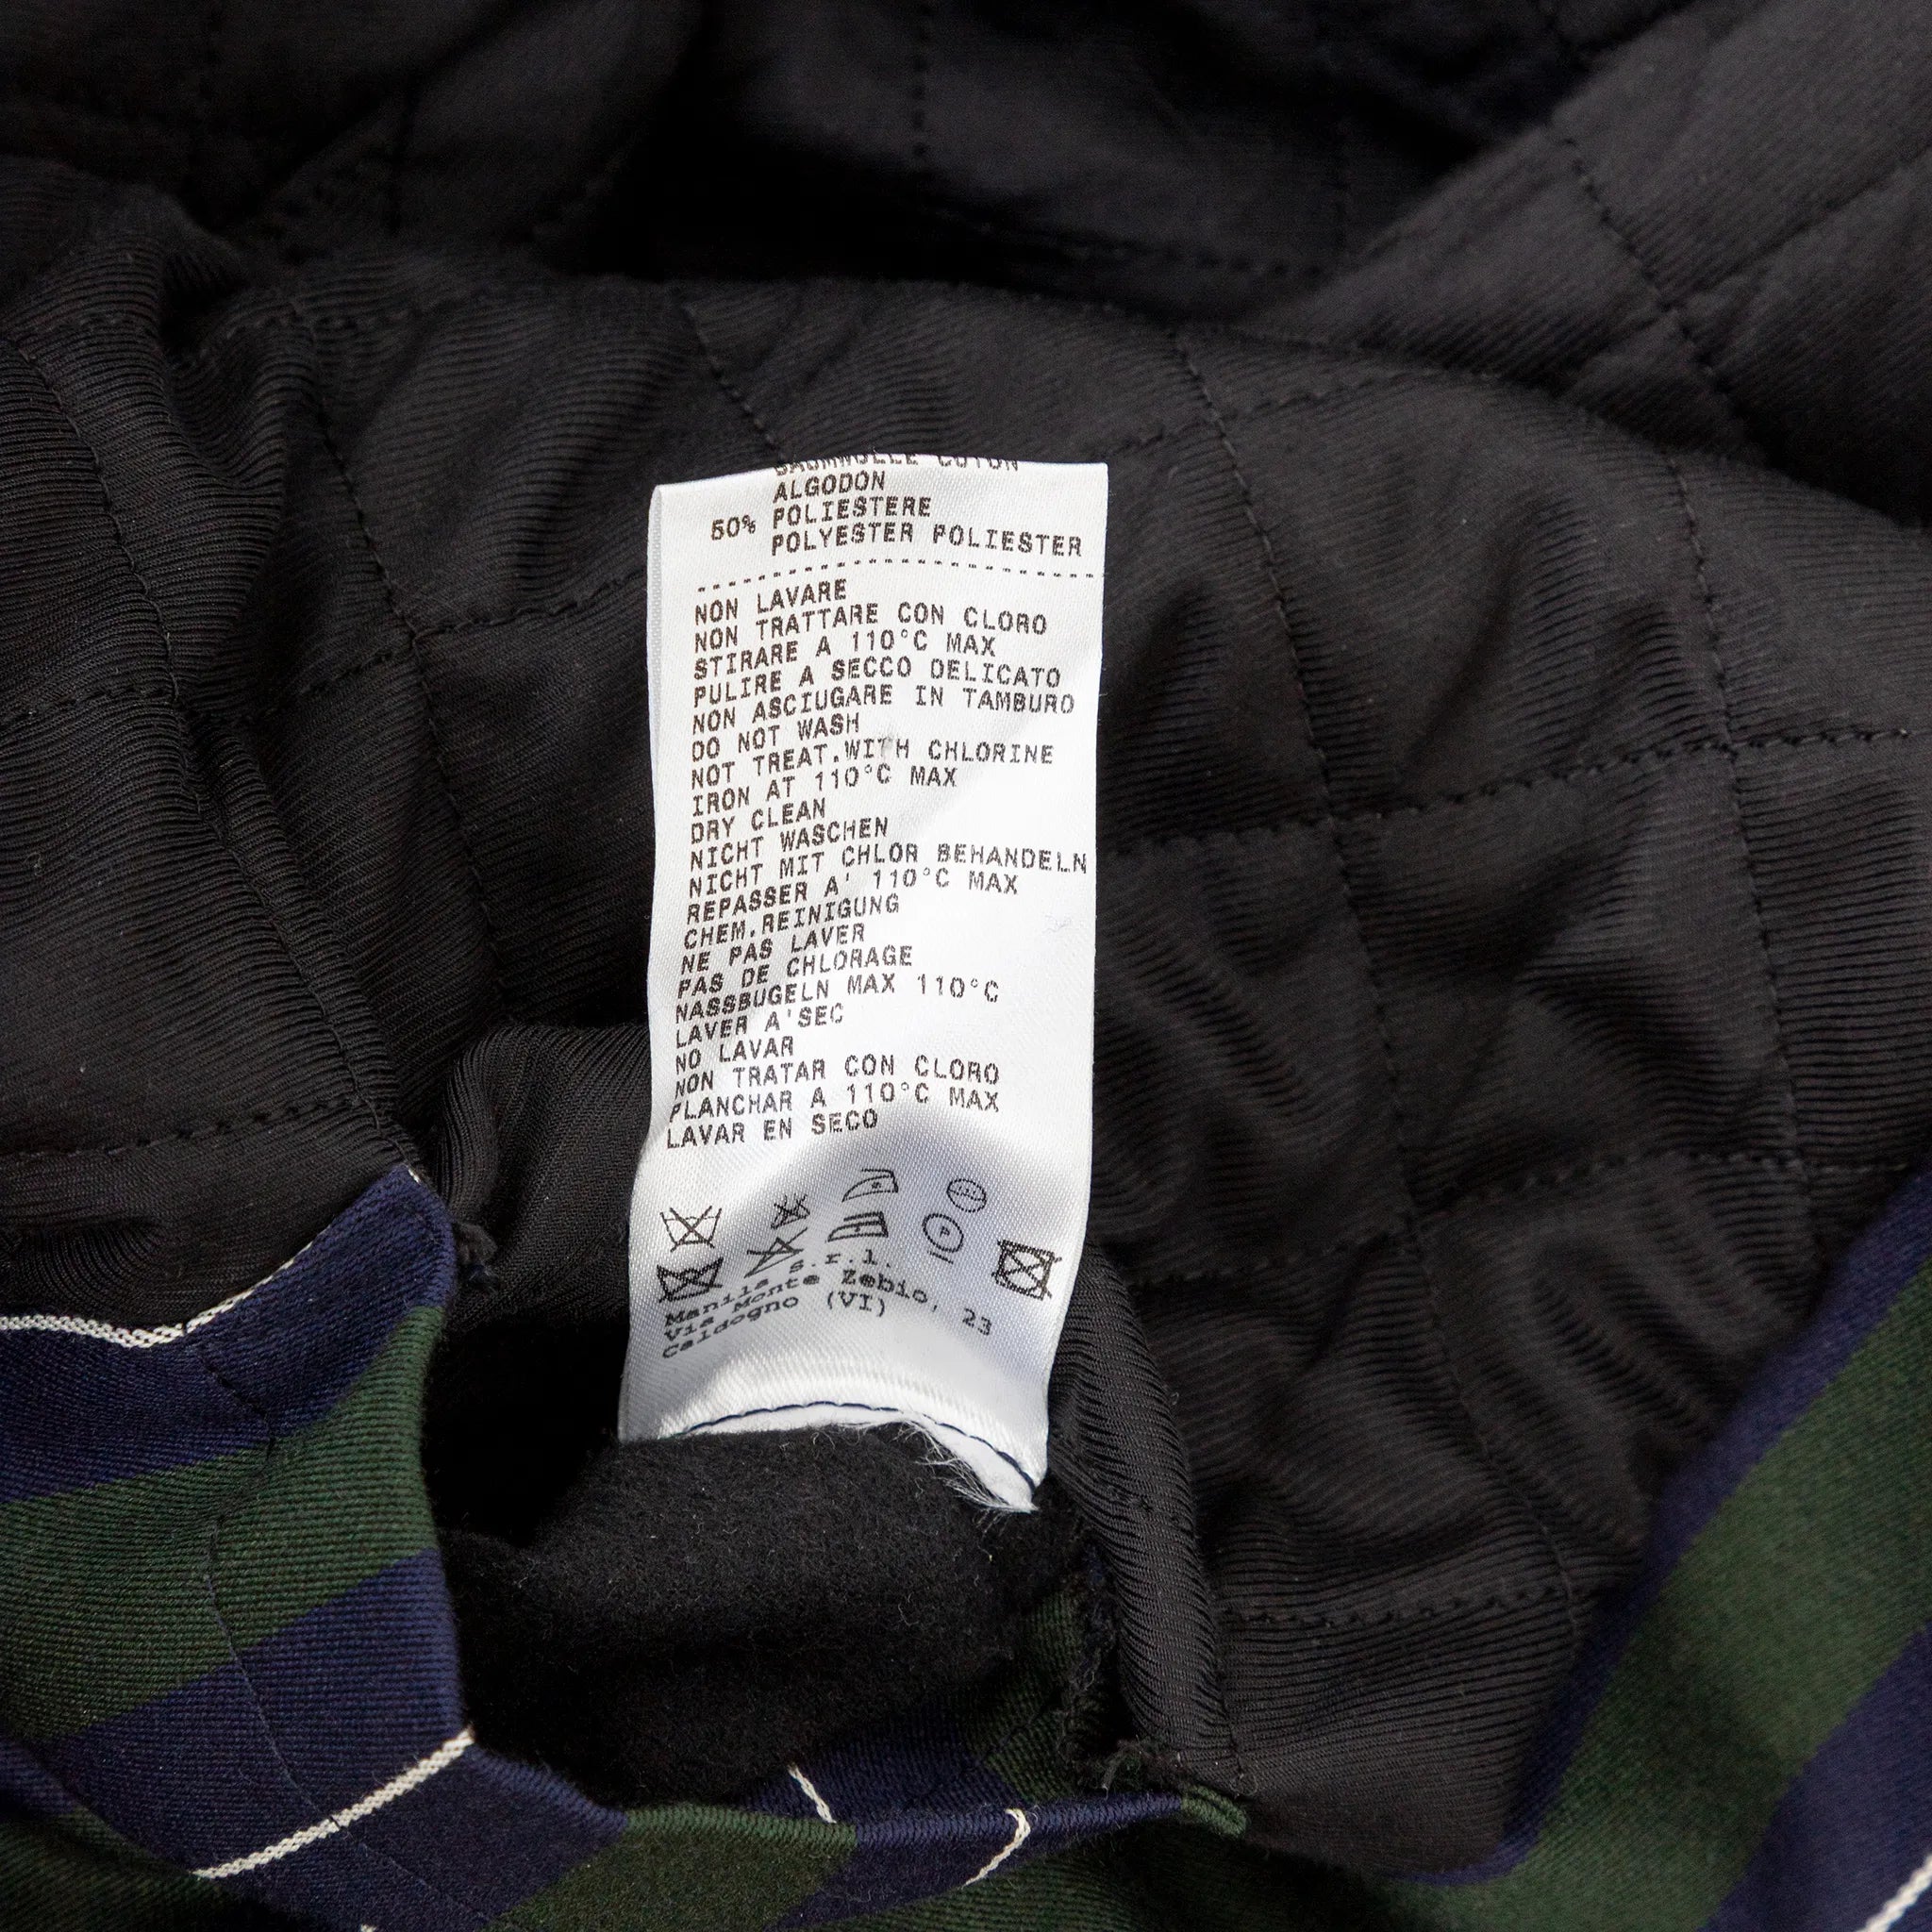 BAUMWOLLE COTON
ALGODON
50% POLIESTERE
POLYESTER POLIESTER
NON LAVARE
NON TRATTARE CON CLORO
STIRARE A 110°C MAX
PULIRE A SECCO DELICATO
NON ASCIUGARE IN TAMBURO
DO NOT WASH
NOT TREAT.WITH CHLORINE
IRON AT 110°C MAX
DRY CLEAN
NICHT WASCHEN
NICHT MIT CHLOR BEHANDELN
REPASSER A' 110°C MAX
CHEM.REINIGUNG
NE PAS LAVER
PAS DE CHLORAGE
NASSBUGELN MAX 110°C
LAVER A'SEC
NO LAVAR
NON TRATAR CON CLORO
PLANCHAR A 110°C MAX
LAVAR EN SECO
P
Manila S.r.l.
Via Monte Zebio, 23
Caldogno (VI)